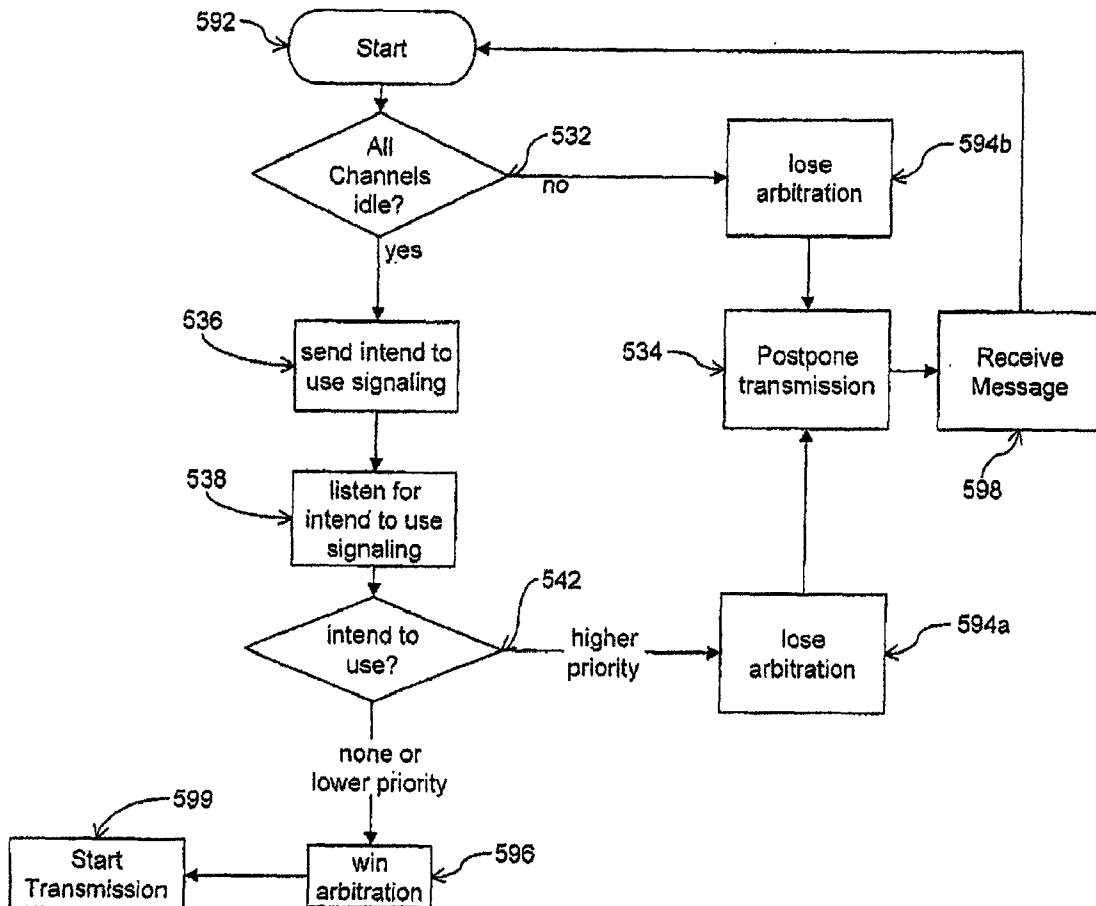 592
Start
All
Channels
idle?
532
no
yes
lose
arbitration
594b
536
send intend to
use signaling
534
Postpone
transmission
Receive
Message
598
538
listen for
intend to use
signaling
542
intend to
use?
higher
priority
lose
arbitration
594a
none or
lower priority
599
Start
Transmission
win
arbitration
596